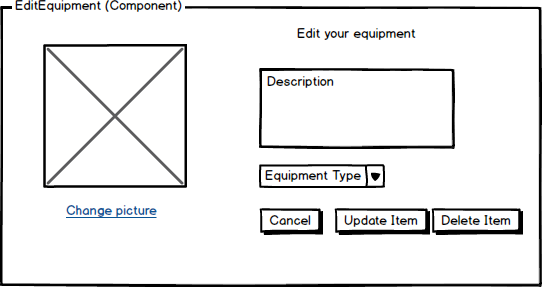 EditEquipment (Component)
Edit your equipment
Description
Equipment Type
Change picture
Cancel
Update Item
Delete Item